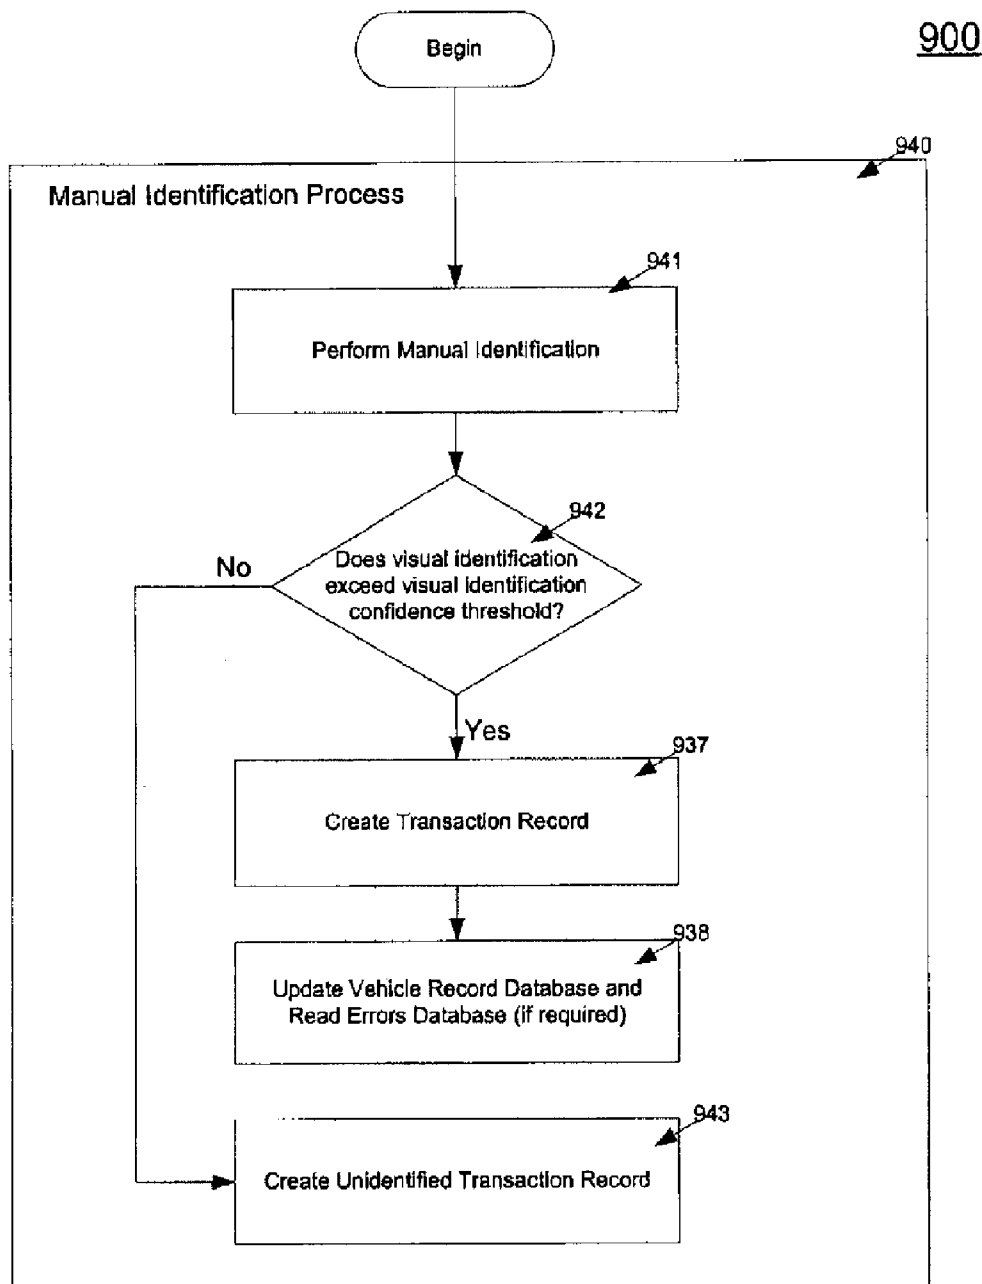 Begin
900
940
Manual Identification Process
941
Perform Manual Identification
942
Does visual identification
exceed visual identification
confidence threshold?
No
Yes
937
Create Transaction Record
938
Update Vehicle Record Database and
Read Errors Database (if required)
943
Create Unidentified Transaction Record